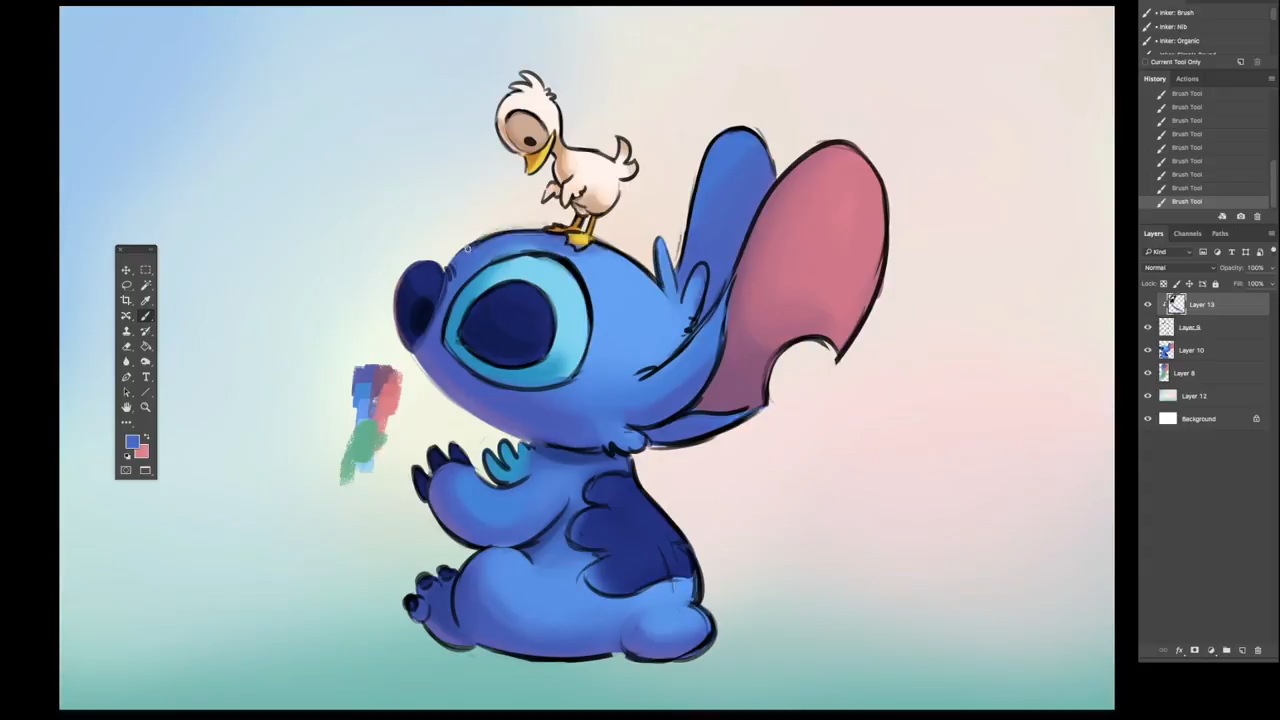 Inker: Brush
Inker: Nib
Inker: Organic
Current Tool Only
History Actions
Brush Tool
Brush Tool
Brush Tool
Brush Tool
Brush Tool
Brush Tool
Brush Tool
Brush Tool
Brush Tool
Layers Channels Paths
Kind
Normal Opacity: 100%
Lock: Fill: 100%
Layer 13
Layer 9
Layer 10
Layer 8
Layer 12
Background